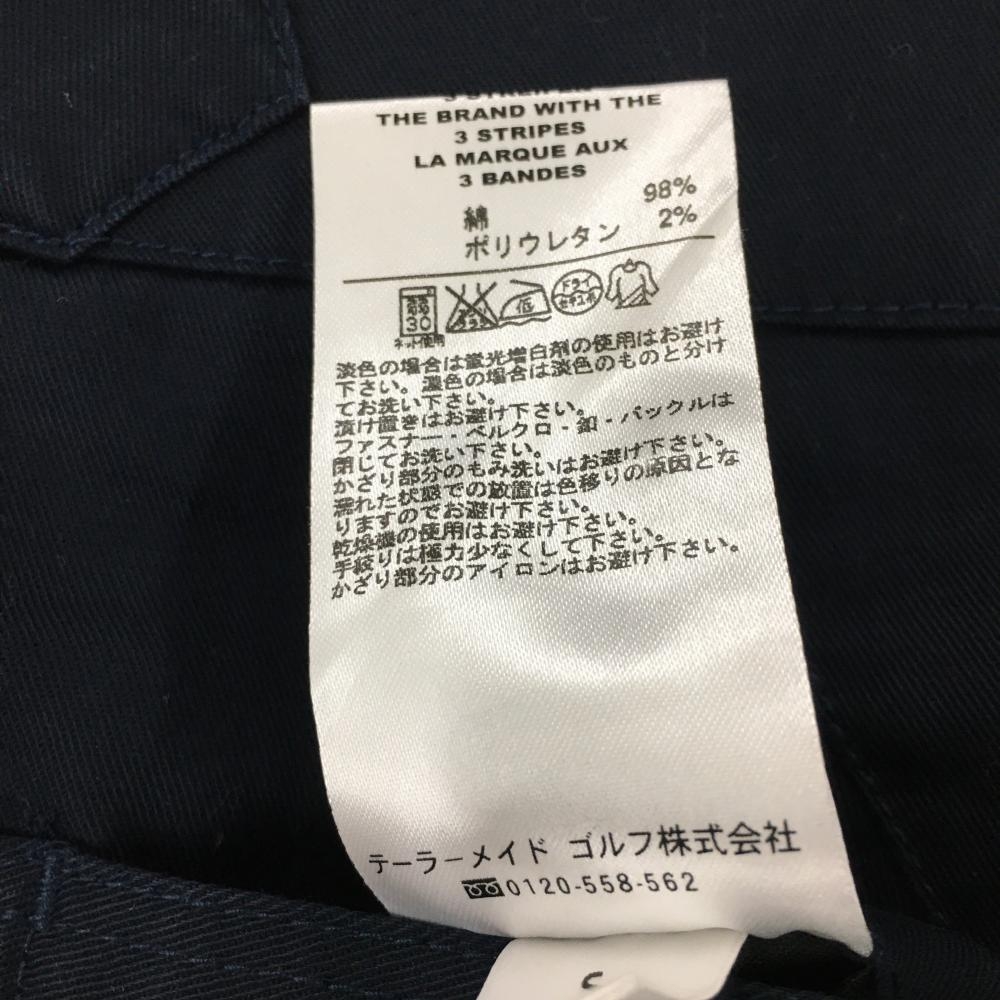 THE BRAND WITH THE
3 STRIPES
LA MARQUE AUX
3 BANDES
綿 98%
ポリウレタン 2%
弱 30 エンソサラシ 低 ドライ セキユ系
ネット使用
淡色の場合は蛍光増白剤の使用はお避け
下さい。濃色の場合は淡色のものと分け
てお洗い下さい。
漬け置きはお避け下さい。
ファスナー・ベルクロ・釦・バックルは
閉じてお洗い下さい。
かざり部分のもみ洗いはお避け下さい。
濡れた状態での放置は色移りの原因とな
りますのでお避け下さい。
乾燥機の使用はお避け下さい。
手絞りは極力少なくして下さい。
かざり部分のアイロンはお避け下さい。
テーラーメイド ゴルフ株式会社
0120-558-562